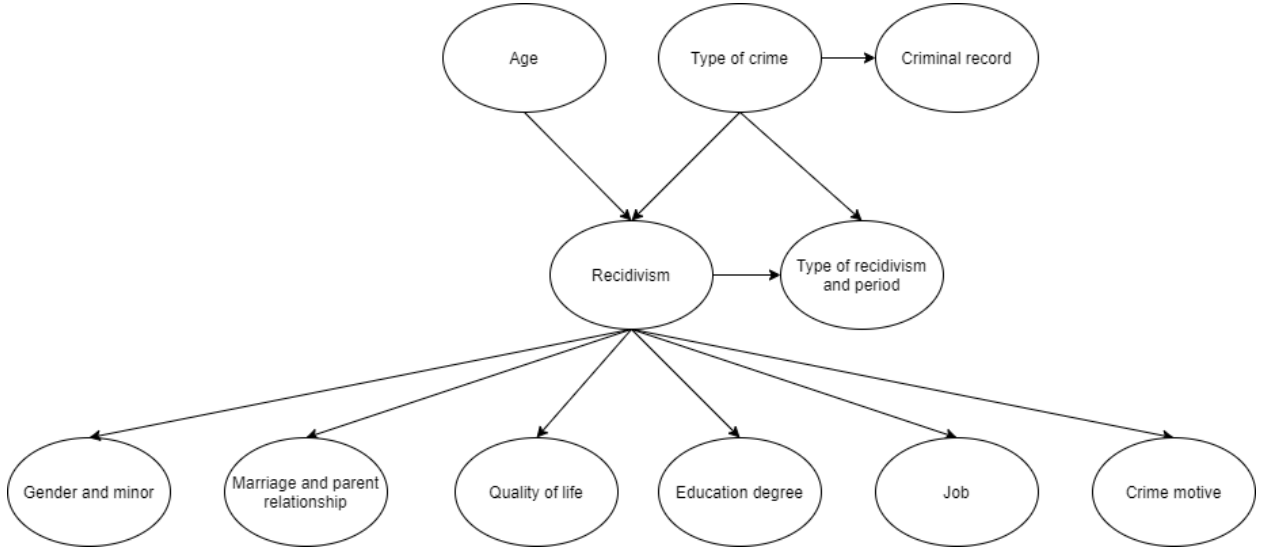 Age
Type of crime
Criminal record
Recidivism
Type of recidivism
and period
Gender and minor
Marriage and parent
relationship
Quality of life
Education degree
Job
Crime motive